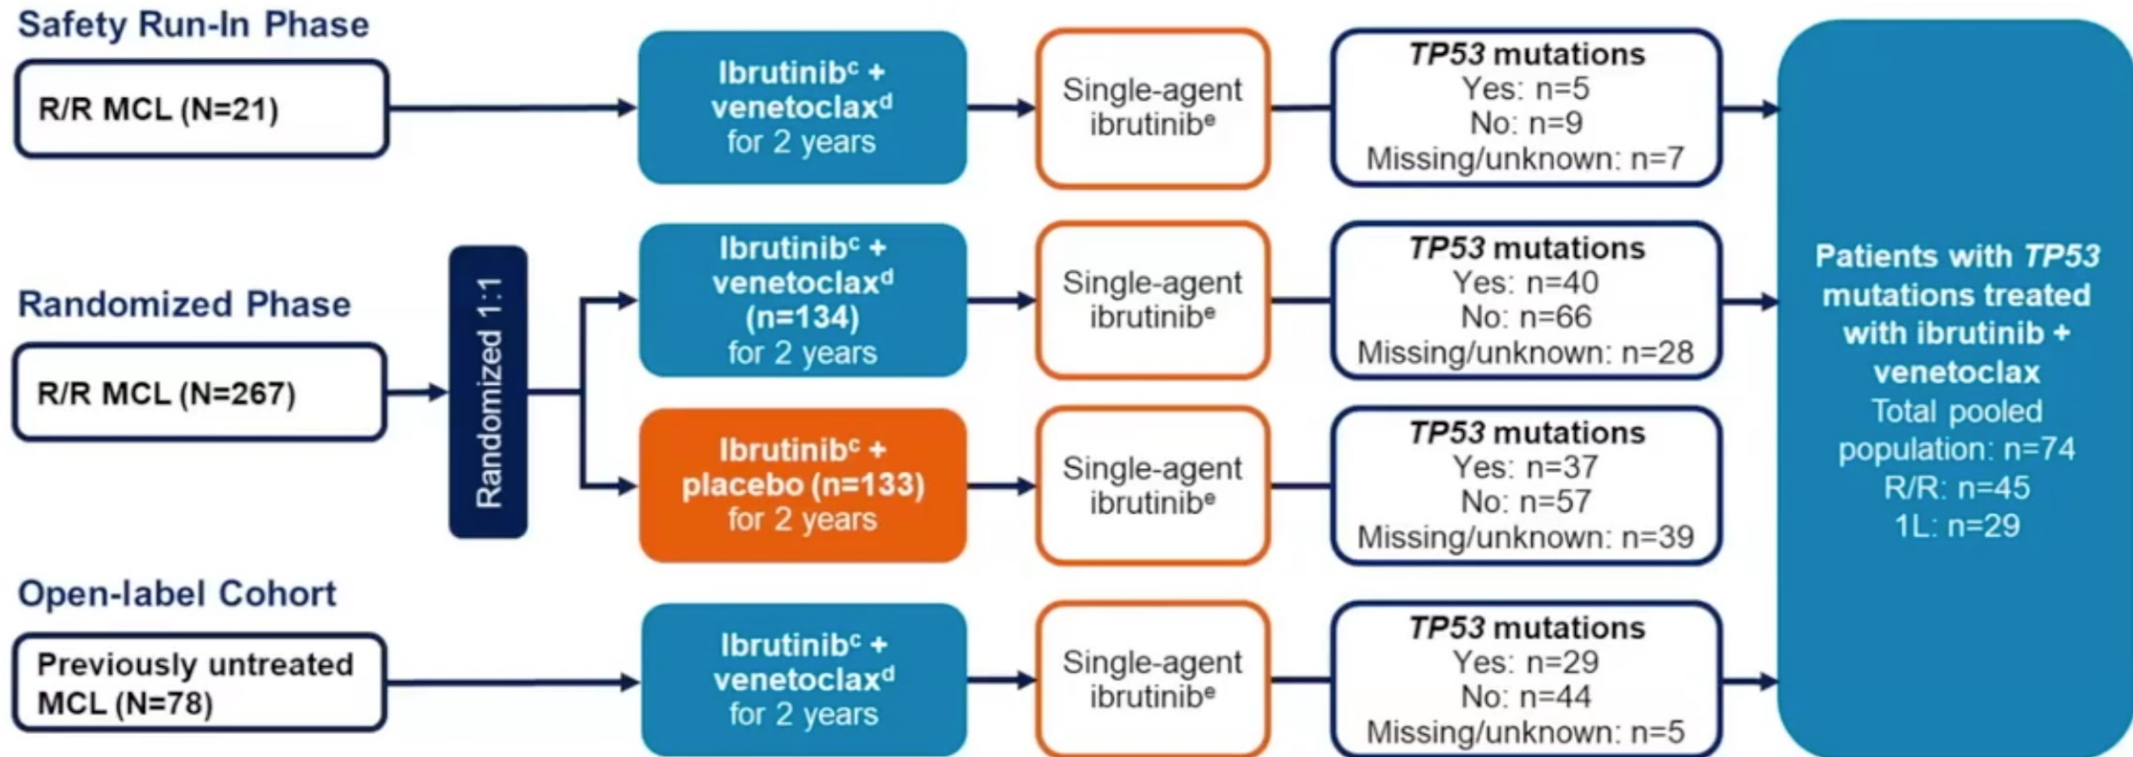 Safety Run-In Phase
R/R MCL (N=21)
Ibrutinibᶜ +
venetoclaxᵈ
for 2 years
Single-agent
ibrutinibᵉ
TP53 mutations
Yes: n=5
No: n=9
Missing/unknown: n=7
Randomized Phase
R/R MCL (N=267)
Randomized 1:1
Ibrutinibᶜ +
venetoclaxᵈ
(n=134)
for 2 years
Single-agent
ibrutinibᵉ
TP53 mutations
Yes: n=40
No: n=66
Missing/unknown: n=28
Ibrutinibᶜ +
placebo (n=133)
for 2 years
Single-agent
ibrutinibᵉ
TP53 mutations
Yes: n=37
No: n=57
Missing/unknown: n=39
Open-label Cohort
Previously untreated
MCL (N=78)
Ibrutinibᶜ +
venetoclaxᵈ
for 2 years
Single-agent
ibrutinibᵉ
TP53 mutations
Yes: n=29
No: n=44
Missing/unknown: n=5
Patients with TP53
mutations treated
with ibrutinib +
venetoclax
Total pooled
population: n=74
R/R: n=45
1L: n=29